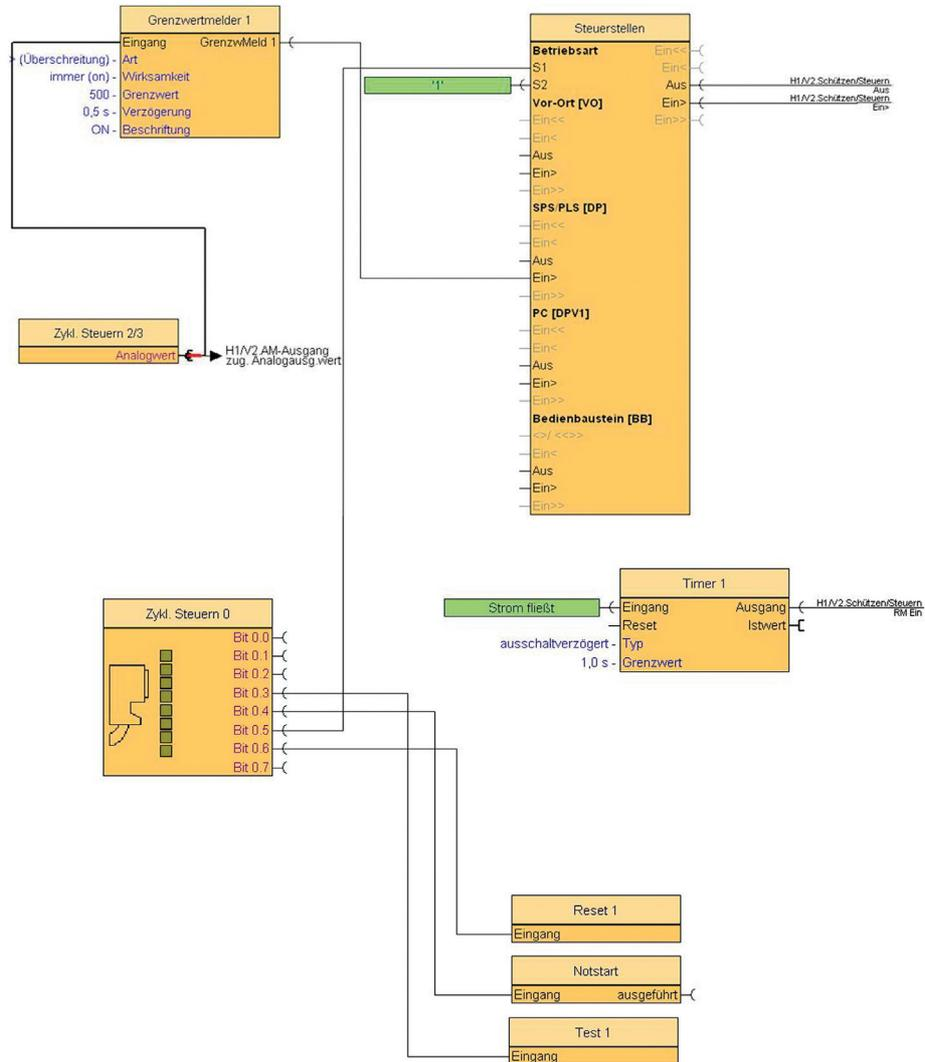 Grenzwertmelder 1
Eingang GrenzwMeld 1
> (Überschreitung) - Art
immer (on) - Wirksamkeit
500 - Grenzwert
0,5 s - Verzögerung
ON - Beschriftung
Steuerstellen
Betriebsart Ein<<
S1 Ein<
'1' S2 Aus H1/V2.Schützen/Steuern
Aus
Vor-Ort [VO] Ein> H1/V2.Schützen/Steuern
Ein>
Ein<< Ein>>
Ein<
Aus
Ein>
Ein>>
SPS/PLS [DP]
Ein<<
Ein<
Aus
Ein>
Ein>>
PC [DPV1]
Ein<<
Ein<
Aus
Ein>
Ein>>
Bedienbaustein [BB]
<>/ <<>>
Ein<
Aus
Ein>
Ein>>
Zykl. Steuern 2/3
Analogwert
H1/V2.AM-Ausgang
zug. Analogausg.wert
Timer 1
Strom fließt Eingang Ausgang H1/V2.Schützen/Steuern
RM Ein
Reset Istwert
ausschaltverzögert - Typ
1,0 s - Grenzwert
Zykl. Steuern 0
Bit 0.0
Bit 0.1
Bit 0.2
Bit 0.3
Bit 0.4
Bit 0.5
Bit 0.6
Bit 0.7
Reset 1
Eingang
Notstart
Eingang ausgeführt
Test 1
Eingang